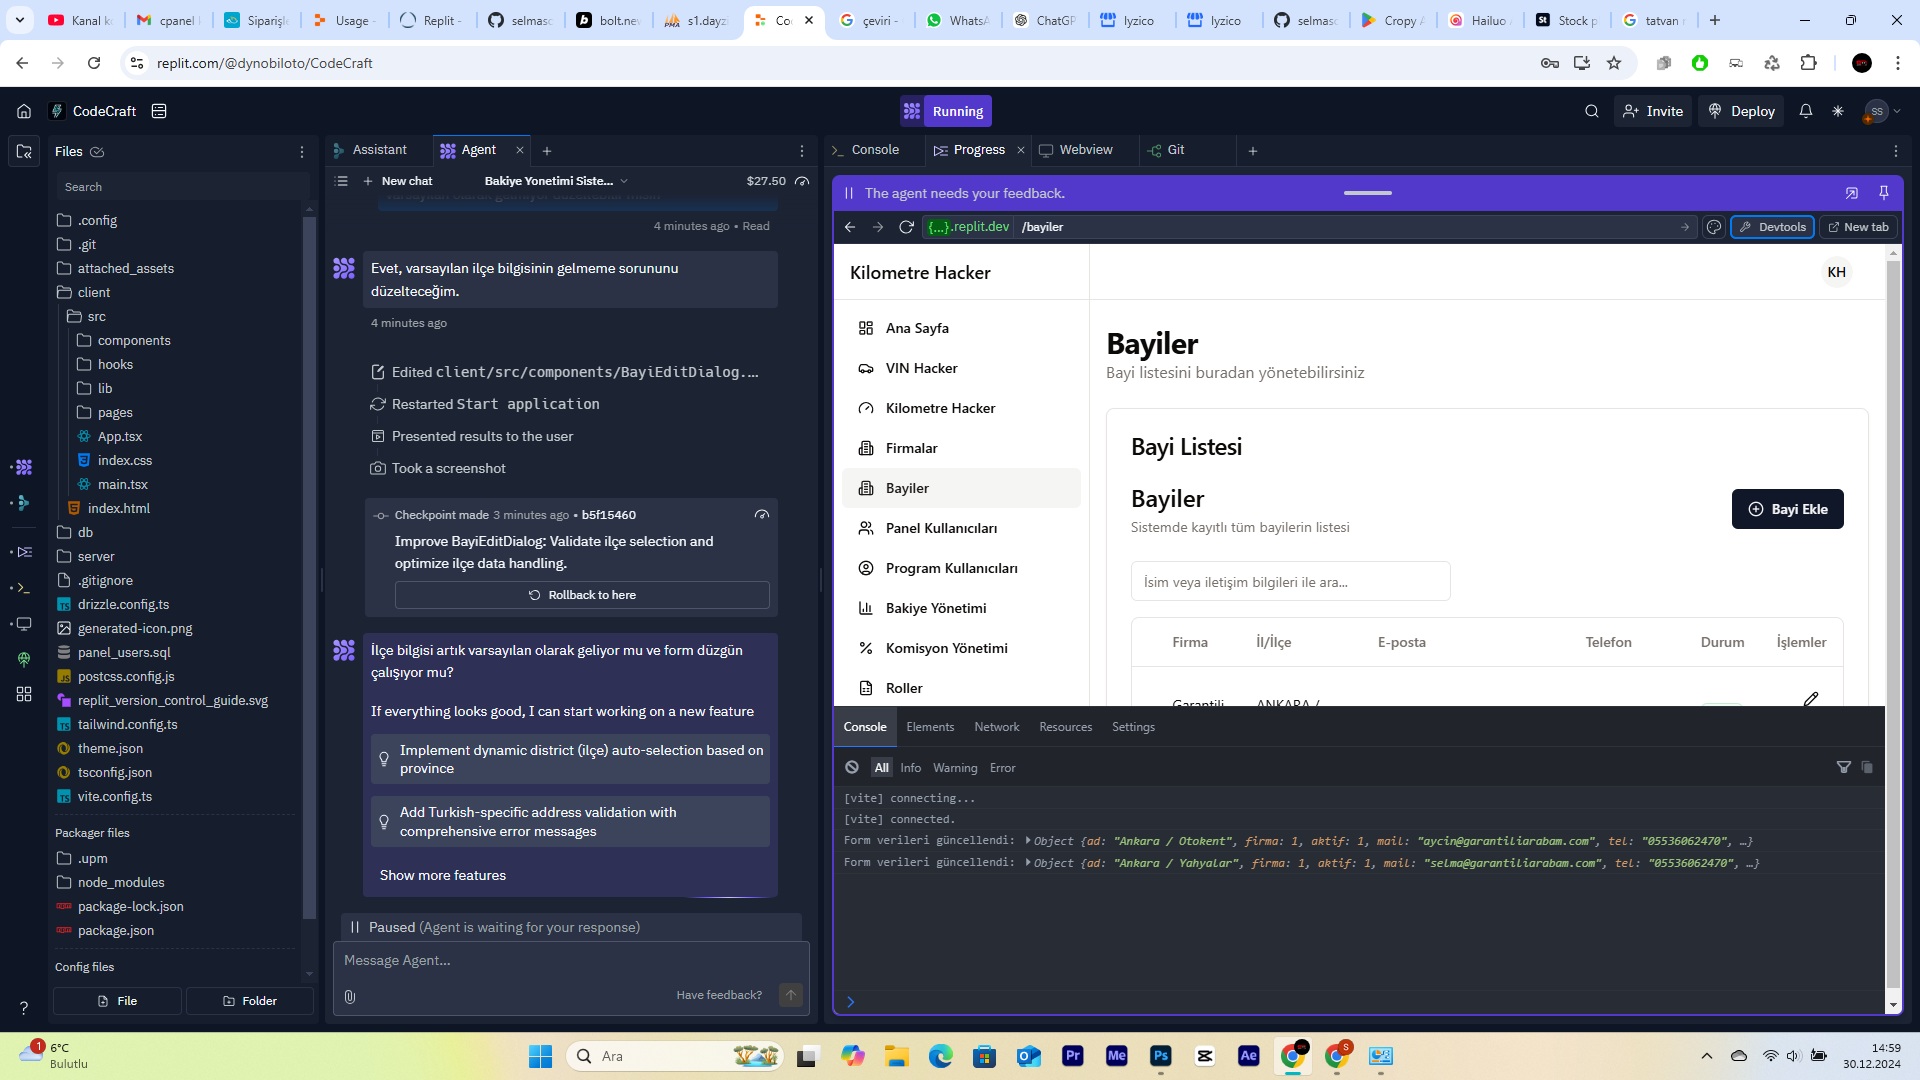 Kanal k
cpanel
Siparişl
Usage -
Replit -
selmasc
bolt.nev
s1.dayz
Co
çeviri -
WhatsA
ChatGP
Iyzico
Iyzico
selmasc
Cropy A
Hailuo
Stock p
tatvan
replit.com/@dynobiloto/CodeCraft
CodeCraft
Running
Invite
Deploy
SS
Files
Search
.config
.git
attached_assets
client
src
components
hooks
lib
pages
App.tsx
index.css
main.tsx
index.html
db
server
.gitignore
drizzle.config.ts
generated-icon.png
panel_users.sql
postcss.config.js
replit_version_control_guide.svg
tailwind.config.ts
theme.json
tsconfig.json
vite.config.ts
Packager files
.upm
node_modules
package-lock.json
package.json
Config files
File
Folder
Assistant
Agent
New chat
Bakiye Yonetimi Siste...
$27.50
4 minutes ago • Read
Evet, varsayılan ilçe bilgisinin gelmeme sorununu
düzelteceğim.
4 minutes ago
Edited client/src/components/BayiEditDialog.…
Restarted Start application
Presented results to the user
Took a screenshot
Checkpoint made 3 minutes ago • b5f15460
Improve BayiEditDialog: Validate ilçe selection and
optimize ilçe data handling.
Rollback to here
İlçe bilgisi artık varsayılan olarak geliyor mu ve form düzgün
çalışıyor mu?
If everything looks good, I can start working on a new feature
Implement dynamic district (ilçe) auto-selection based on
province
Add Turkish-specific address validation with
comprehensive error messages
Show more features
Paused (Agent is waiting for your response)
Message Agent...
Have feedback?
Console
Progress
Webview
Git
The agent needs your feedback.
{...}.replit.dev
/bayiler
Devtools
New tab
Kilometre Hacker
KH
Ana Sayfa
VIN Hacker
Kilometre Hacker
Firmalar
Bayiler
Panel Kullanıcıları
Program Kullanıcıları
Bakiye Yönetimi
Komisyon Yönetimi
Roller
Bayiler
Bayi listesini buradan yönetebilirsiniz
Bayi Listesi
Bayiler
Sistemde kayıtlı tüm bayilerin listesi
Bayi Ekle
İsim veya iletişim bilgileri ile ara...
Firma İl/İlçe E-posta Telefon Durum İşlemler
Garantili ANKARA /
Console Elements Network Resources Settings
All Info Warning Error
[vite] connecting...
[vite] connected.
Form verileri güncellendi: Object {ad: "Ankara / Otokent", firma: 1, aktif: 1, mail: "aycin@garantiliarabam.com", tel: "05536062470", …}
Form verileri güncellendi: Object {ad: "Ankara / Yahyalar", firma: 1, aktif: 1, mail: "selma@garantiliarabam.com", tel: "05536062470", …}
1
6°C
Bulutlu
Ara
Pr
Me
Ps
Ae
S
14:59
30.12.2024